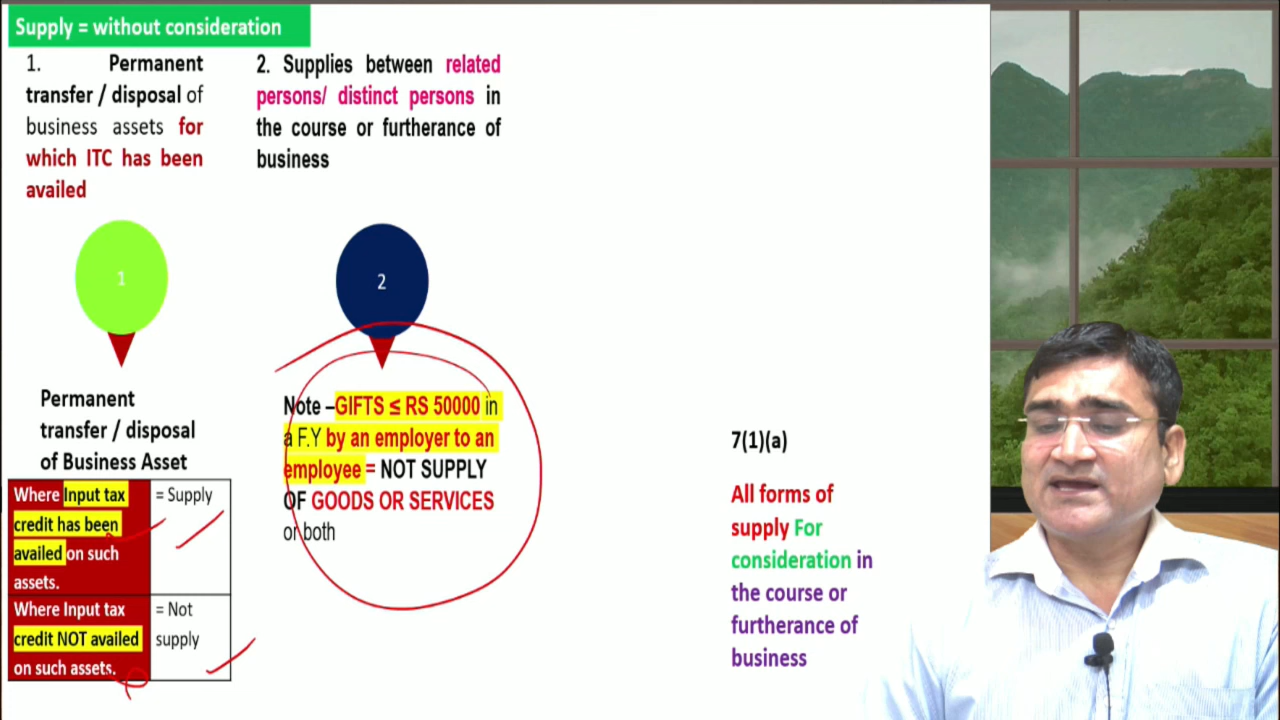 Supply = without consideration
1. Permanent
transfer / disposal of
business assets for
which ITC has been
availed
2. Supplies between related
persons/ distinct persons in
the course or furtherance of
business
1
2
Permanent
transfer / disposal
of Business Asset
Where Input tax
credit has been
availed on such
assets.
= Supply
Where Input tax
credit NOT availed
on such assets.
= Not
supply
Note –GIFTS ≤ RS 50000 in
a F.Y by an employer to an
employee = NOT SUPPLY
OF GOODS OR SERVICES
or both
7(1)(a)
All forms of
supply For
consideration in
the course or
furtherance of
business